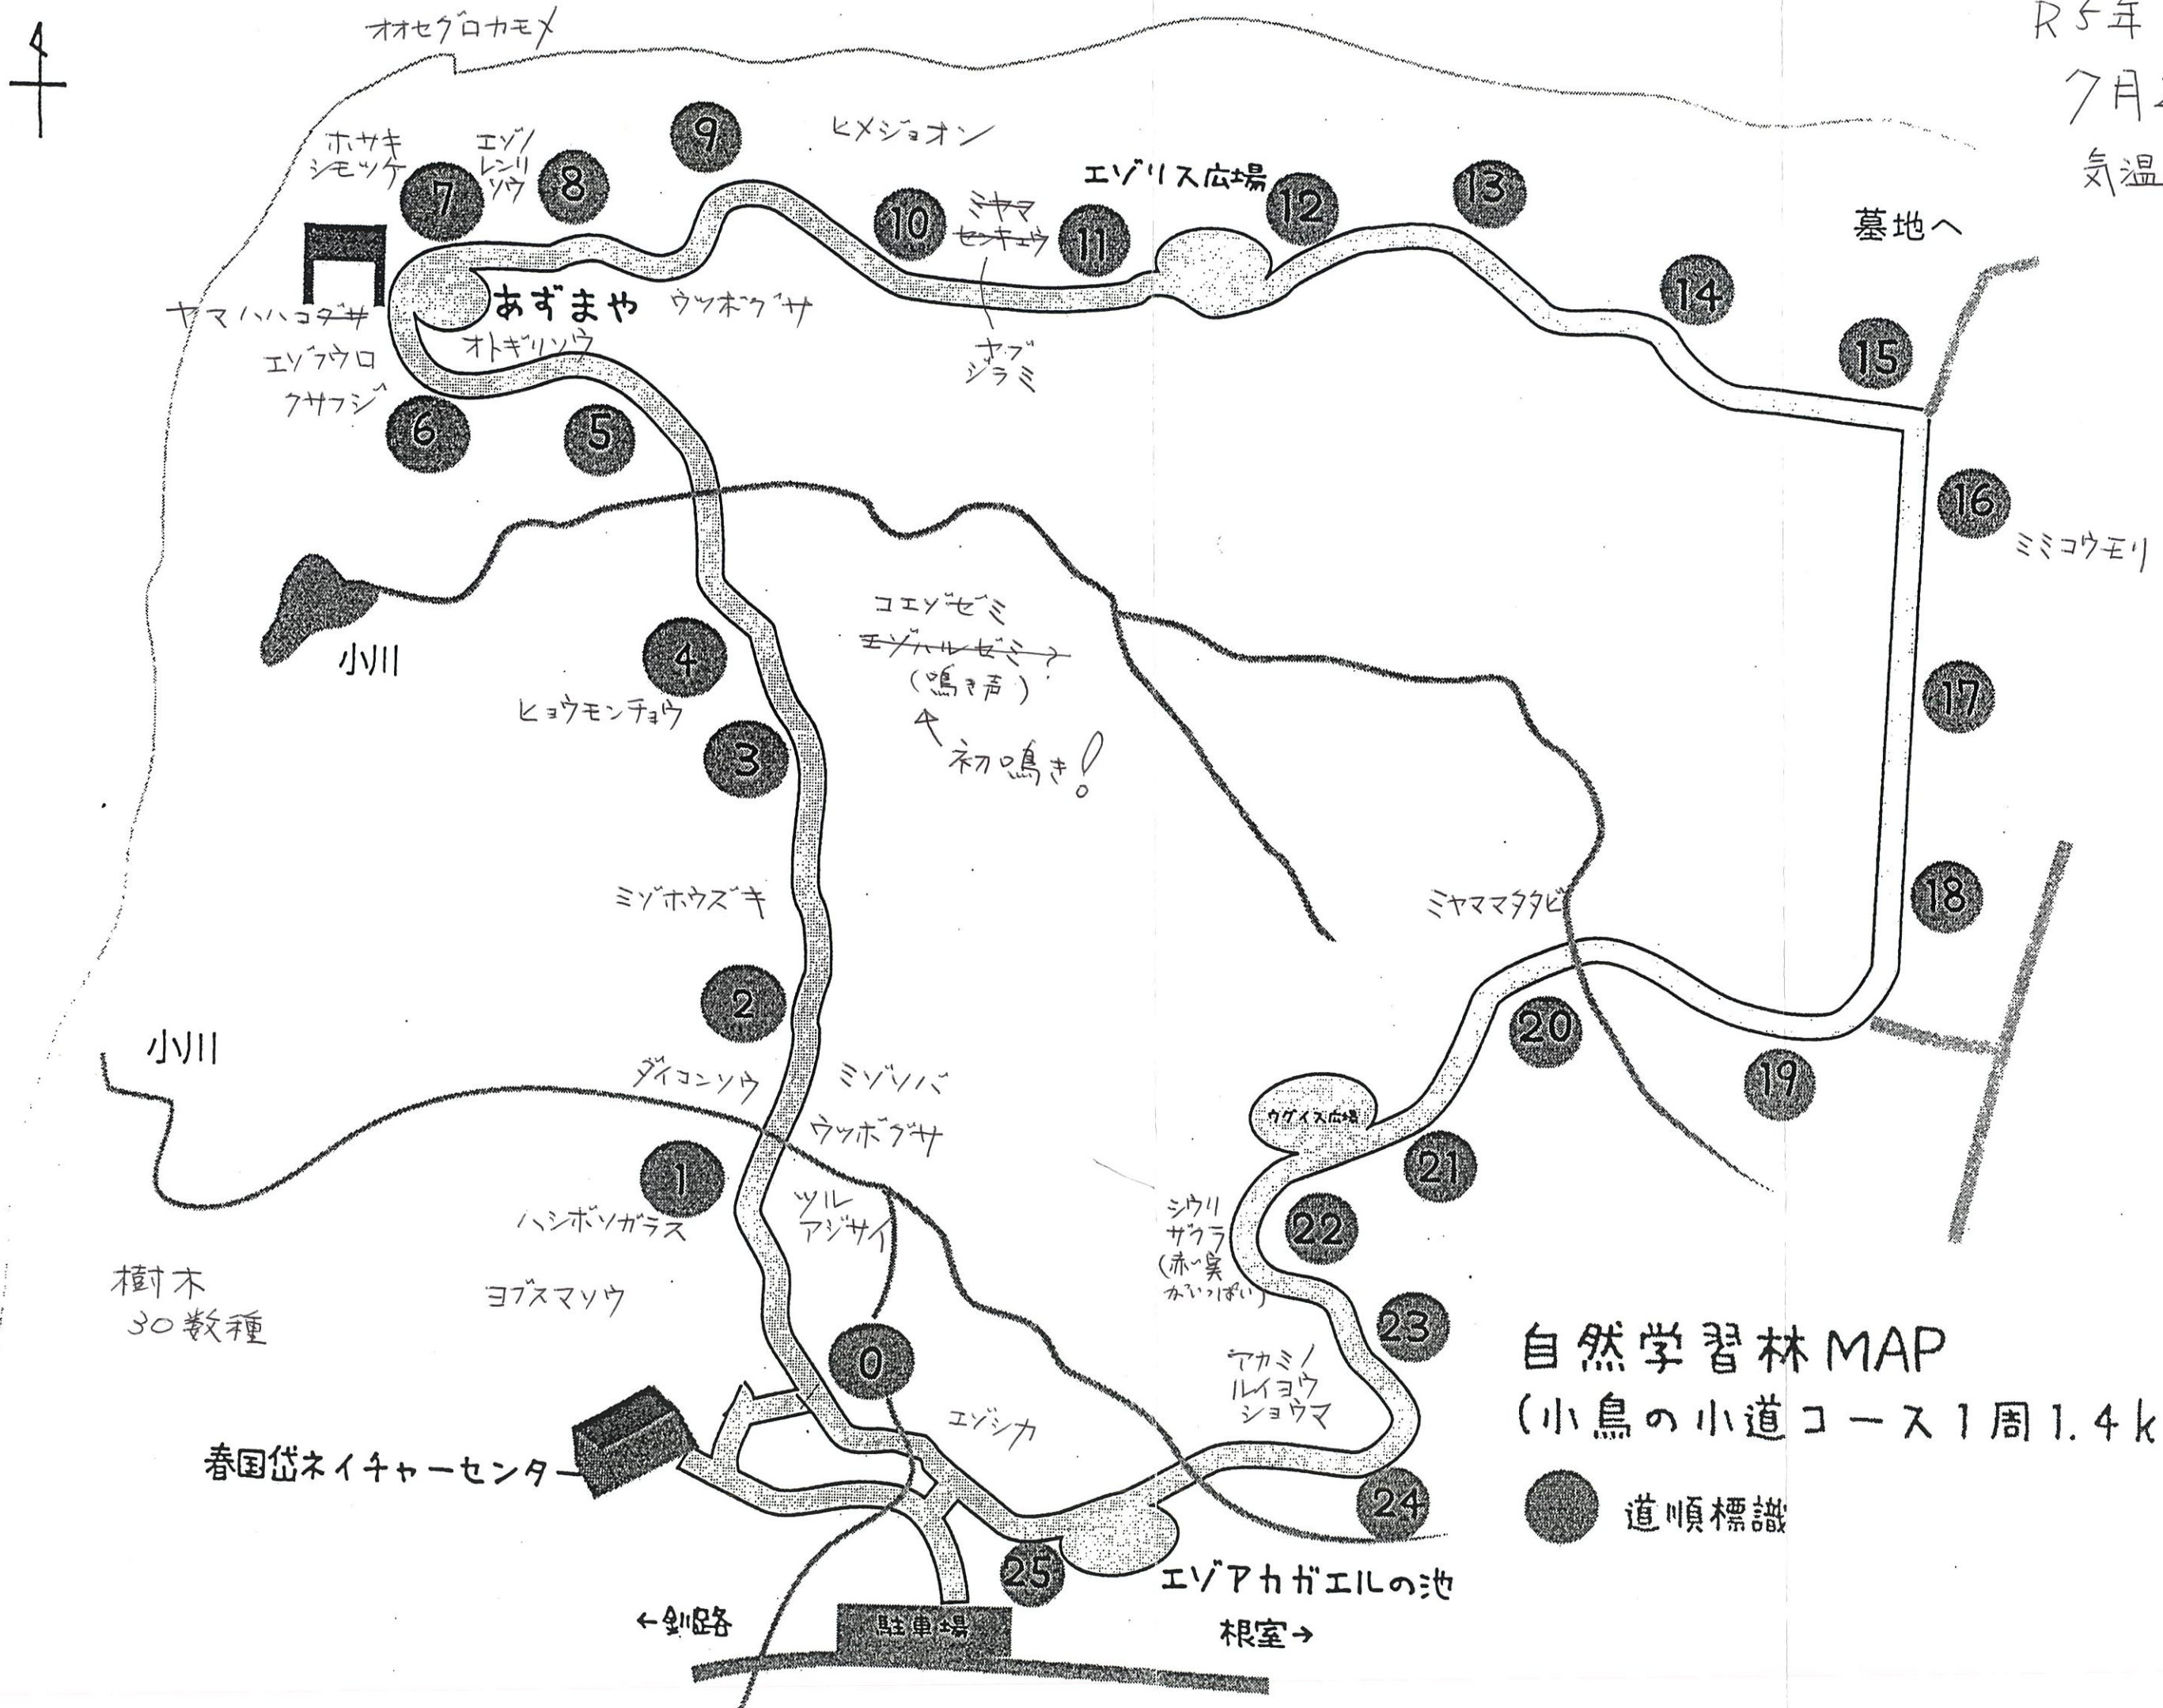 オオセグロカモメ
R5年
7月2
気温
ホザキ
シモツケ
エゾノ
レンリ
ソウ
7
8
9
ヒメジョオン
10
ミヤマ
センキュウ
11
エゾリス広場
12
13
墓地へ
14
15
ヤマハハコグサ
あずまや
ウツボグサ
エゾフウロ
オトギリソウ
ヤブ
ジラミ
クサフジ
6
5
16
ミミコウモリ
小川
4
コエゾゼミ
エゾハルゼミ?
(鳴き声)
初鳴き!
ヒョウモンチョウ
3
17
ミゾホウズキ
ミヤママタタビ
18
2
20
小川
ダイコンソウ
ミゾソバ
19
ウツボグサ
ウグイス広場
1
21
ハシボソガラス
ツル
アジサイ
シウリ
ザクラ
(赤い実
がいっぱい)
22
樹木
30数種
ヨブスマソウ
0
23
アカミノ
ルイヨウ
ショウマ
自然学習林MAP
(小鳥の小道コース1周1.4k
エゾシカ
春国岱ネイチャーセンター
24
道順標識
25
エゾアカガエルの池
←釧路
駐車場
根室→